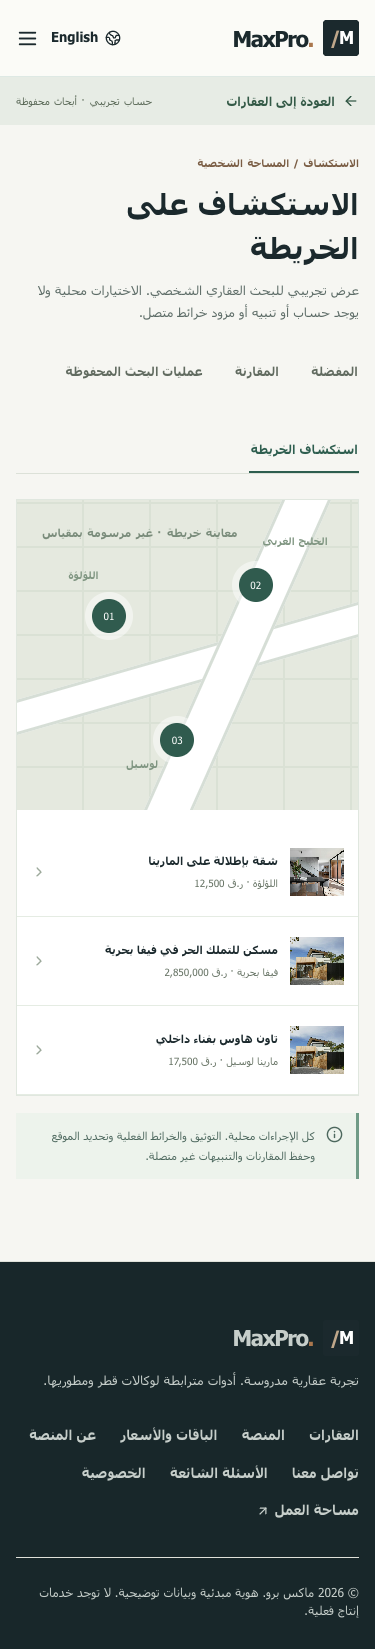 /M MaxPro.
English
العودة إلى العقارات
حساب تجريبي · أبحاث محفوظة
الاستكشاف / المساحة الشخصية
الاستكشاف على
الخريطة
عرض تجريبي للبحث العقاري الشخصي. الاختيارات محلية ولا
يوجد حساب أو تنبيه أو مزود خرائط متصل.
المفضلة
المقارنة
عمليات البحث المحفوظة
استكشاف الخريطة
معاينة خريطة · غير مرسومة بمقياس
الخليج الغربي
اللؤلؤة
02
01
03
لوسيل
شقة بإطلالة على المارينا
اللؤلؤة · ر.ق 12,500
مسكن للتملك الحر في فيفا بحرية
فيفا بحرية · ر.ق 2,850,000
تاون هاوس بفناء داخلي
مارينا لوسيل · ر.ق 17,500
كل الإجراءات محلية. التوثيق والخرائط الفعلية وتحديد الموقع
وحفظ المقارنات والتنبيهات غير متصلة.
/M MaxPro.
تجربة عقارية مدروسة. أدوات مترابطة لوكالات قطر ومطوريها.
العقارات
المنصة
الباقات والأسعار
عن المنصة
تواصل معنا
الأسئلة الشائعة
الخصوصية
مساحة العمل
© 2026 ماكس برو. هوية مبدئية وبيانات توضيحية. لا توجد خدمات
إنتاج فعلية.